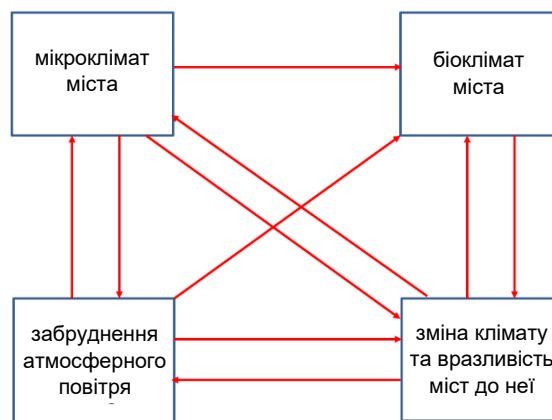 мікроклімат
міста
біоклімат
міста
забруднення
атмосферного
повітря
зміна клімату
та вразливість
міст до неї